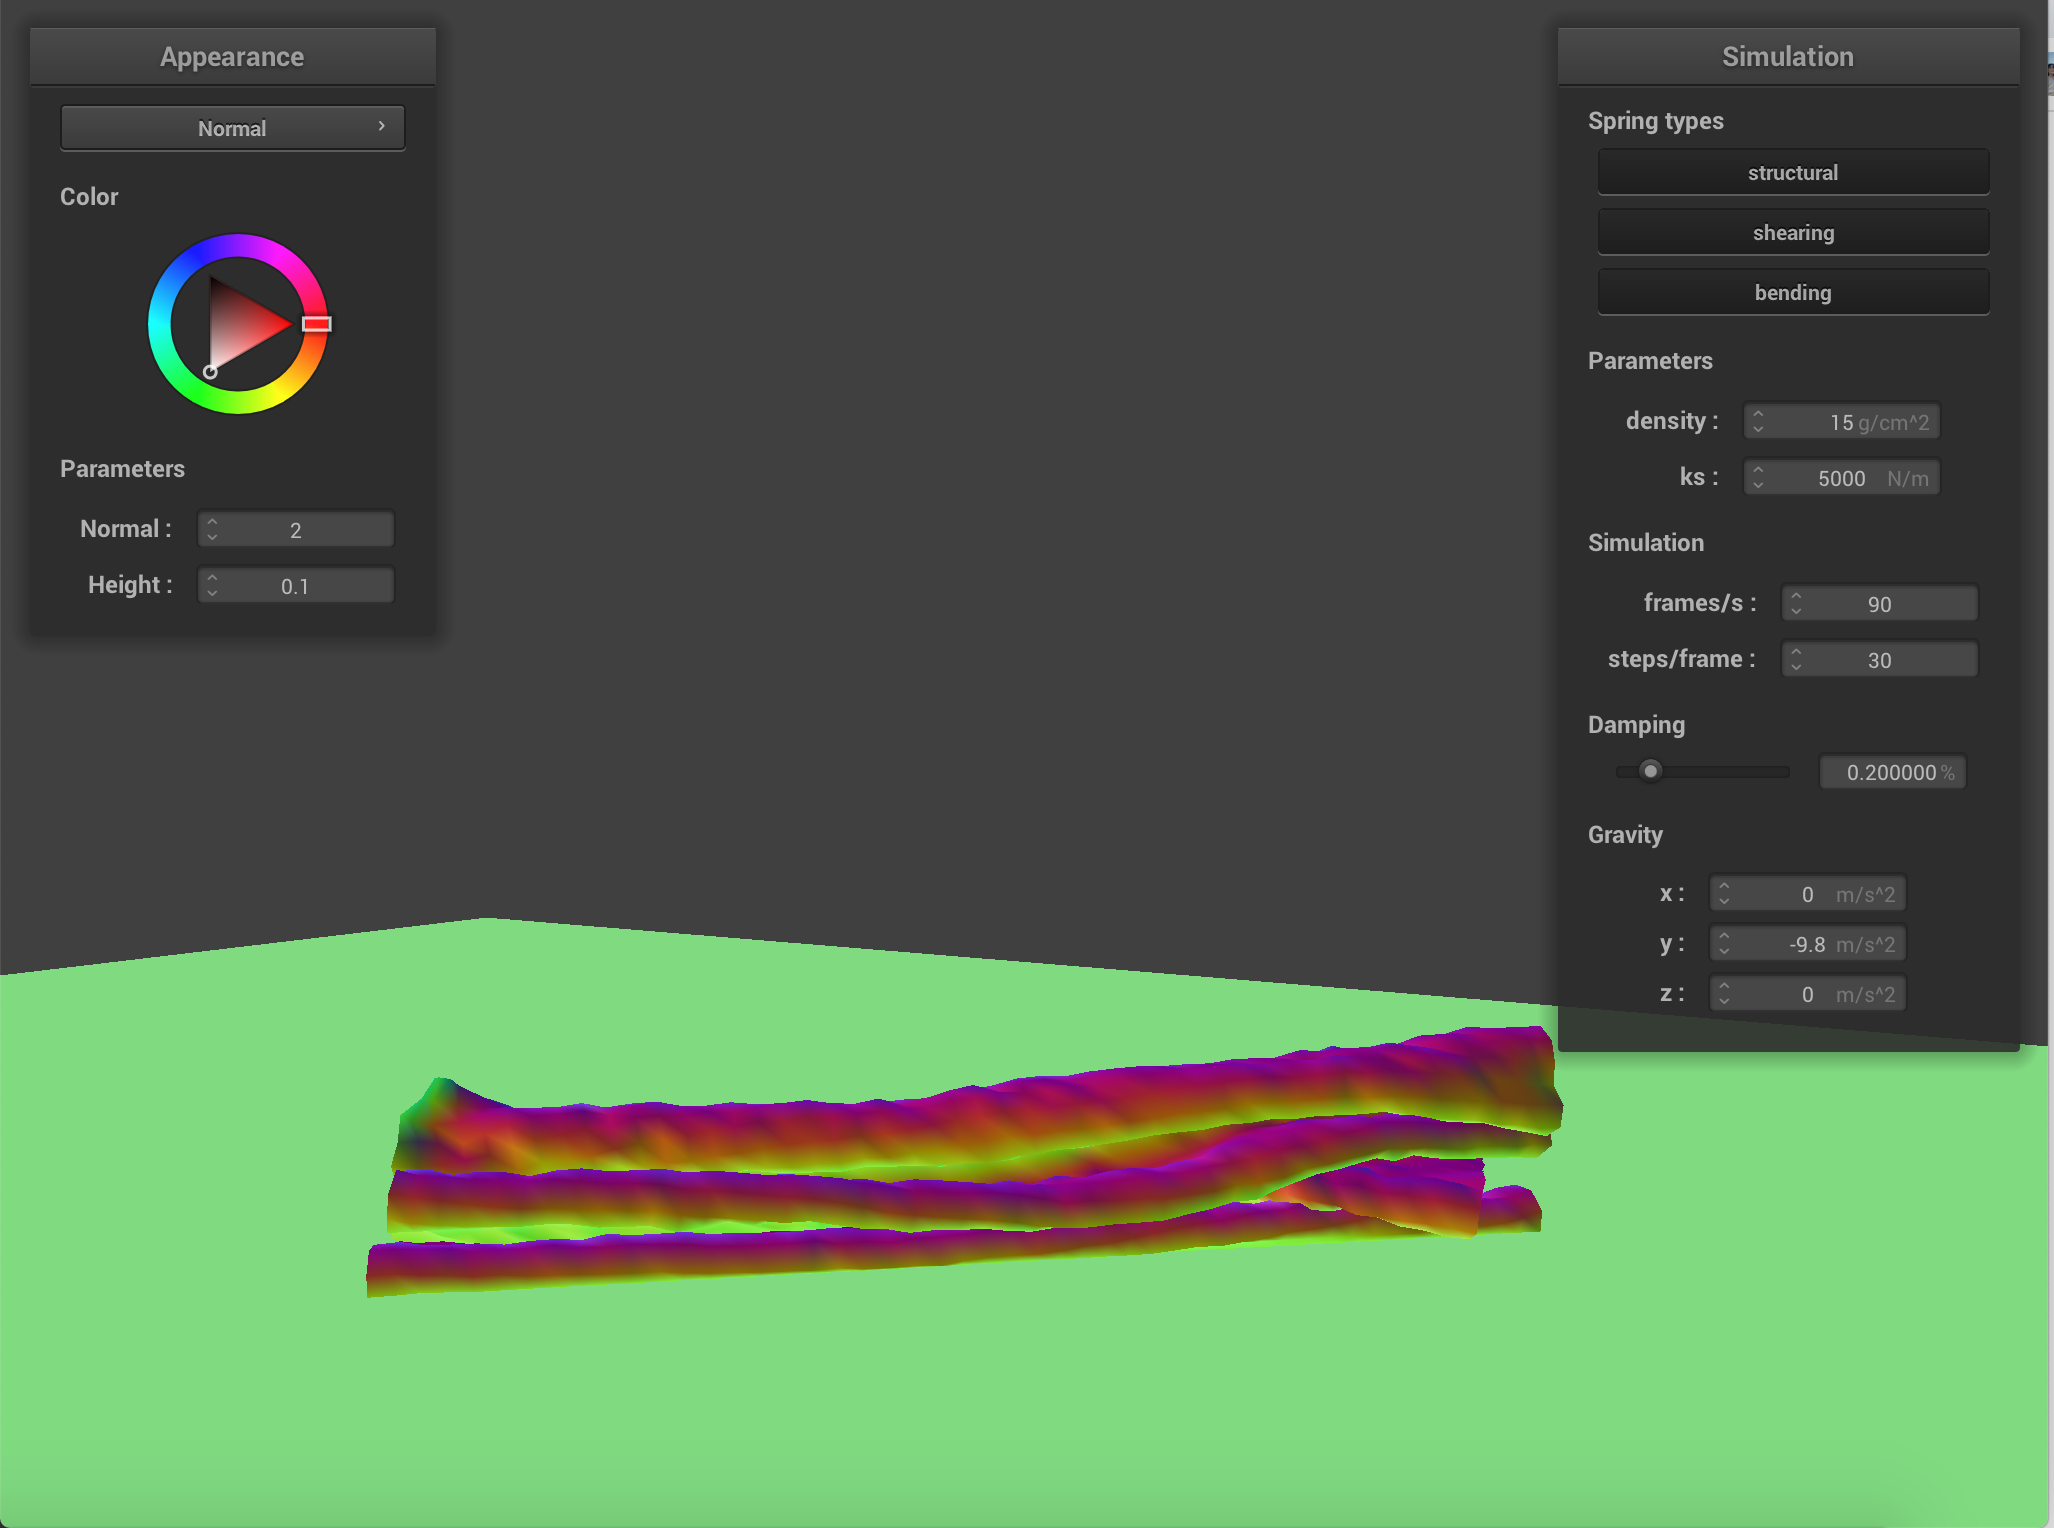 Appearance
Normal
Color
Parameters
Normal : 2
Height : 0.1
Simulation
Spring types
structural
shearing
bending
Parameters
density : 15 g/cm^2
ks : 5000 N/m
Simulation
frames/s : 90
steps/frame : 30
Damping
0.200000 %
Gravity
x : 0 m/s^2
y : -9.8 m/s^2
z : 0 m/s^2